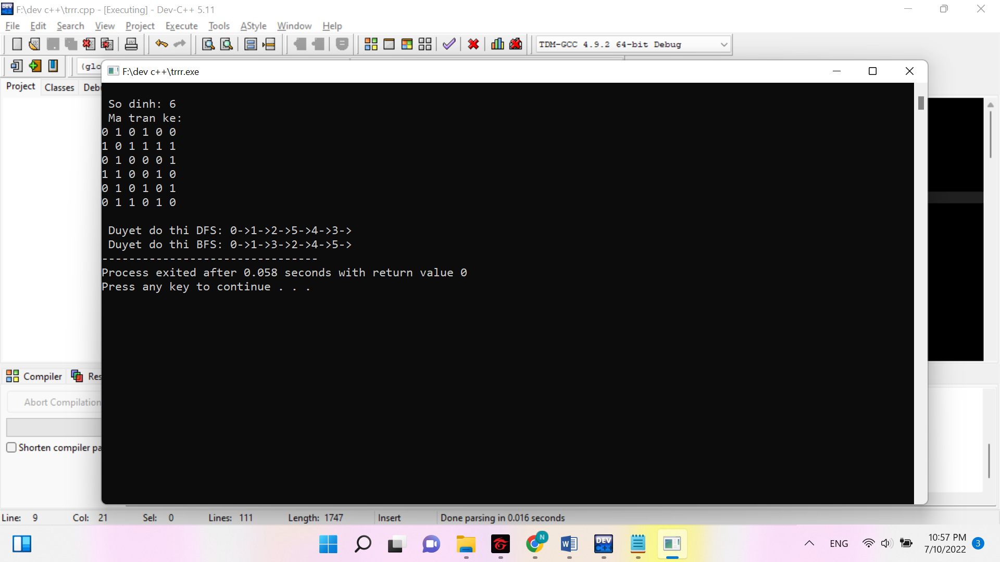 F:\dev c++\trrr.cpp - [Executing] - Dev-C++ 5.11
File Edit Search View Project Execute Tools AStyle Window Help
TDM-GCC 4.9.2 64-bit Debug
(glo
F:\dev c++\trrr.exe
Project Classes Deb
So dinh: 6
Ma tran ke:
0 1 0 1 0 0
1 0 1 1 1 1
0 1 0 0 0 1
1 1 0 0 1 0
0 1 0 1 0 1
0 1 1 0 1 0
Duyet do thi DFS: 0->1->2->5->4->3->
Duyet do thi BFS: 0->1->3->2->4->5->
--------------------------------
Process exited after 0.058 seconds with return value 0
Press any key to continue . . .
Compiler Res
Abort Compilation
Shorten compiler pa
Line: 9 Col: 21 Sel: 0 Lines: 111 Length: 1747 Insert Done parsing in 0.016 seconds
N
W
DEV C++
ENG
10:57 PM
7/10/2022
3